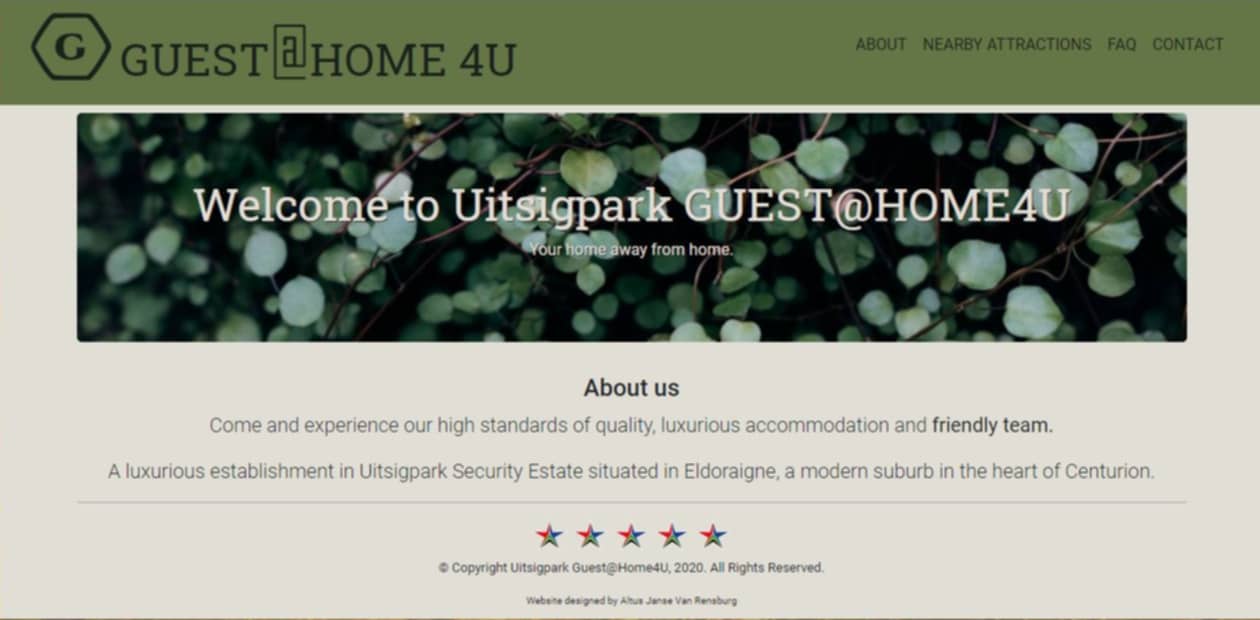 G GUEST@HOME 4U
ABOUT NEARBY ATTRACTIONS FAQ CONTACT
Welcome to Uitsigpark GUEST@HOME4U
Your home away from home.
About us
Come and experience our high standards of quality, luxurious accommodation and friendly team.
A luxurious establishment in Uitsigpark Security Estate situated in Eldoraigne, a modern suburb in the heart of Centurion.
© Copyright Uitsigpark Guest@Home4U, 2020. All Rights Reserved.
Website designed by Altus Janse Van Rensburg